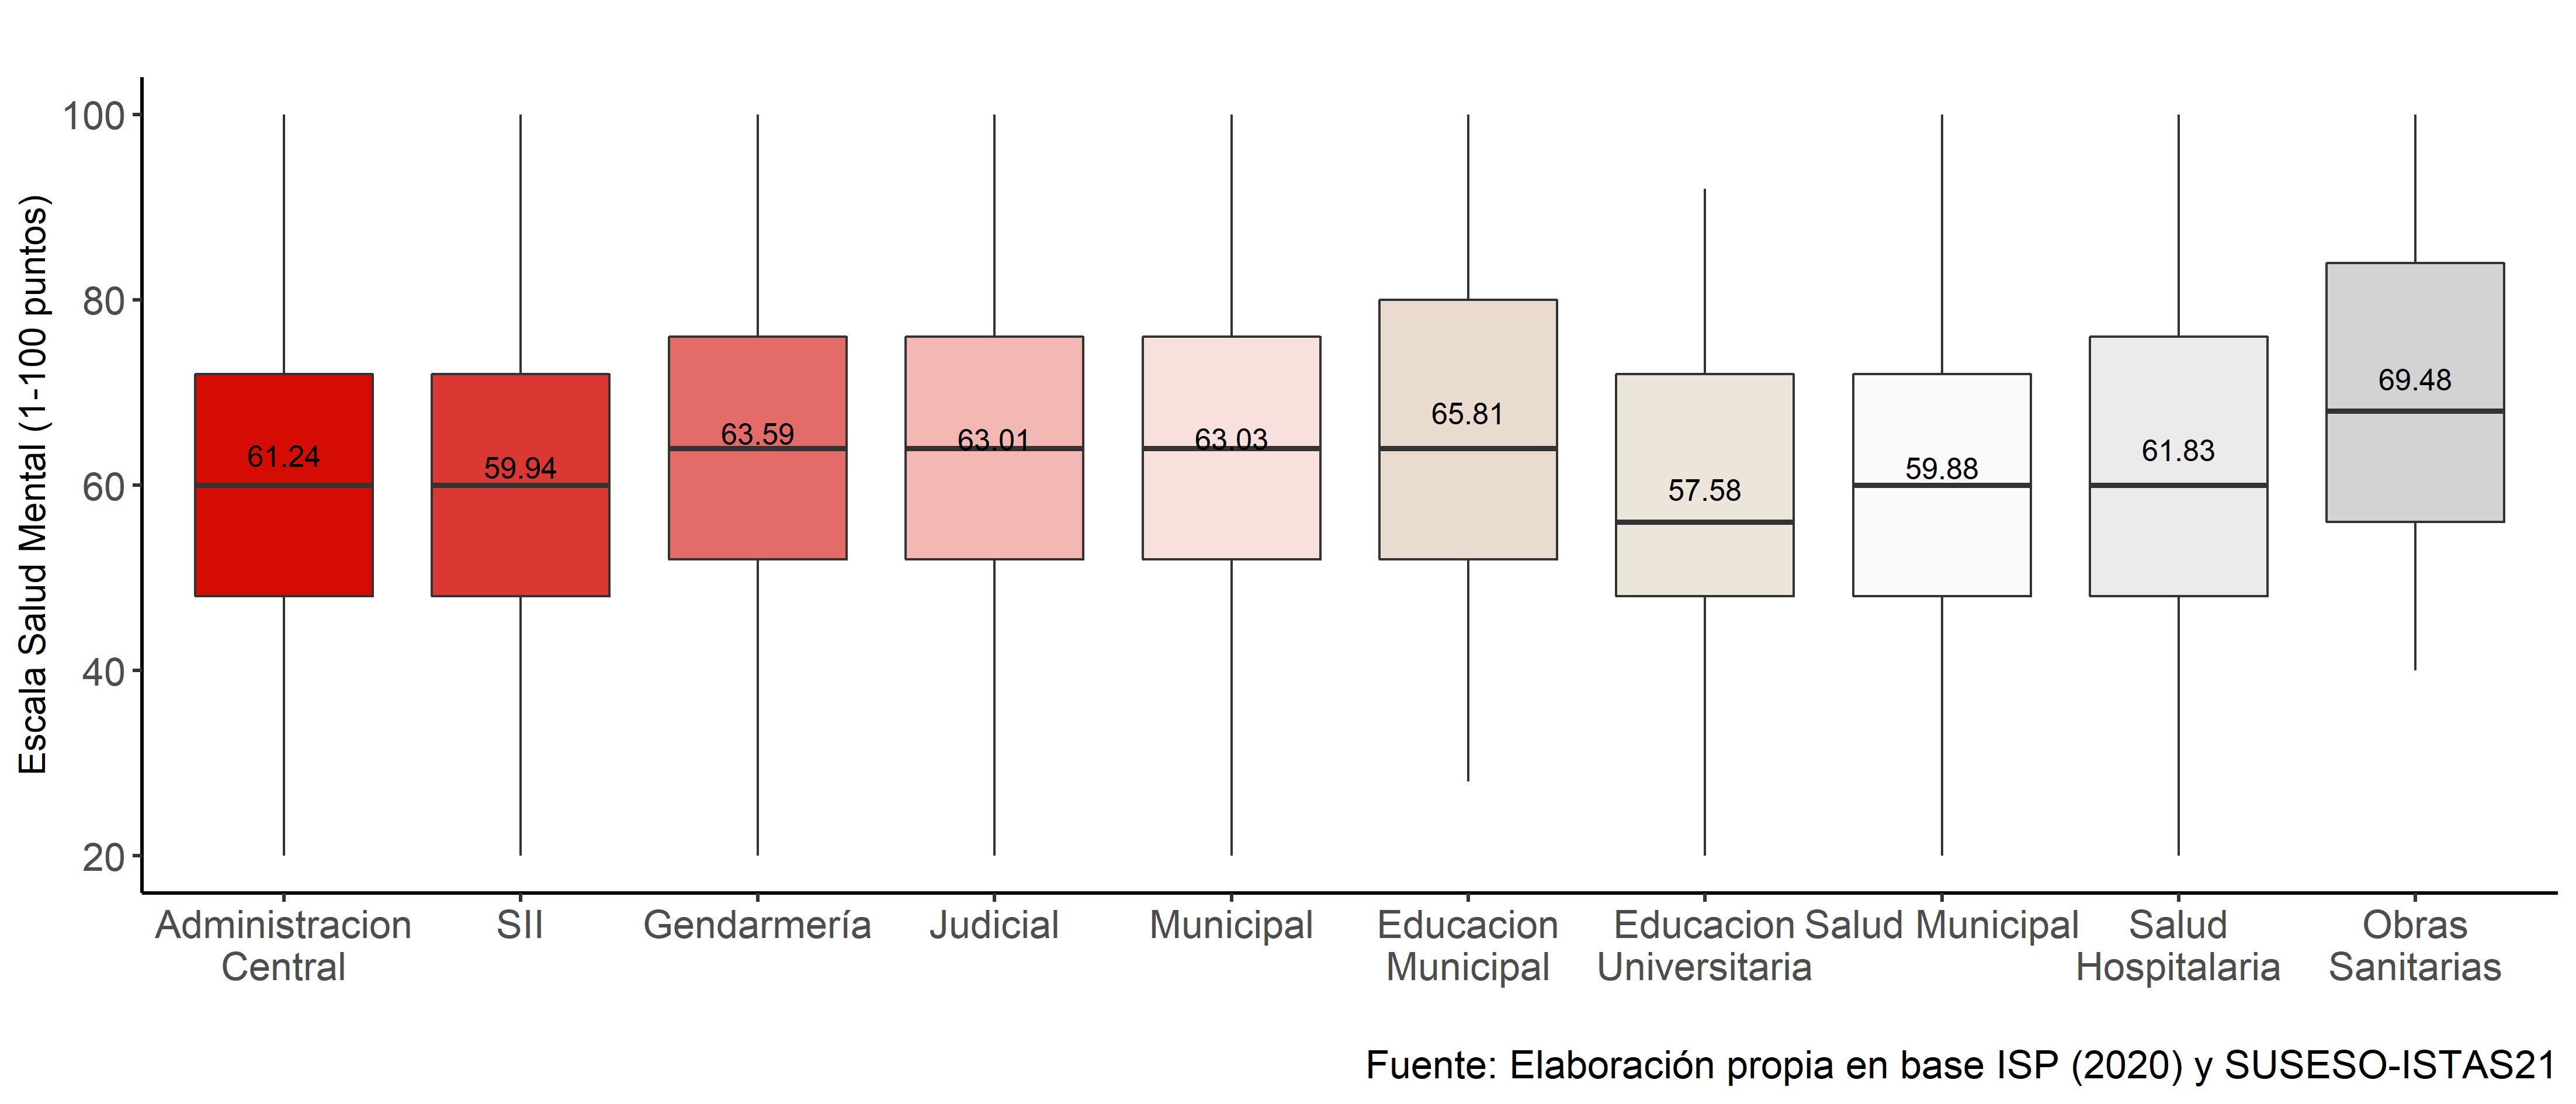 Escala Salud Mental (1-100 puntos)
100
80
60
40
20
61.24
59.94
63.59
63.01
63.03
65.81
57.58
59.88
61.83
69.48
Administracion
Central
SII
Gendarmería
Judicial
Municipal
Educacion
Municipal
Educacion
Universitaria
Salud Municipal
Salud
Hospitalaria
Obras
Sanitarias
Fuente: Elaboración propia en base ISP (2020) y SUSESO-ISTAS21